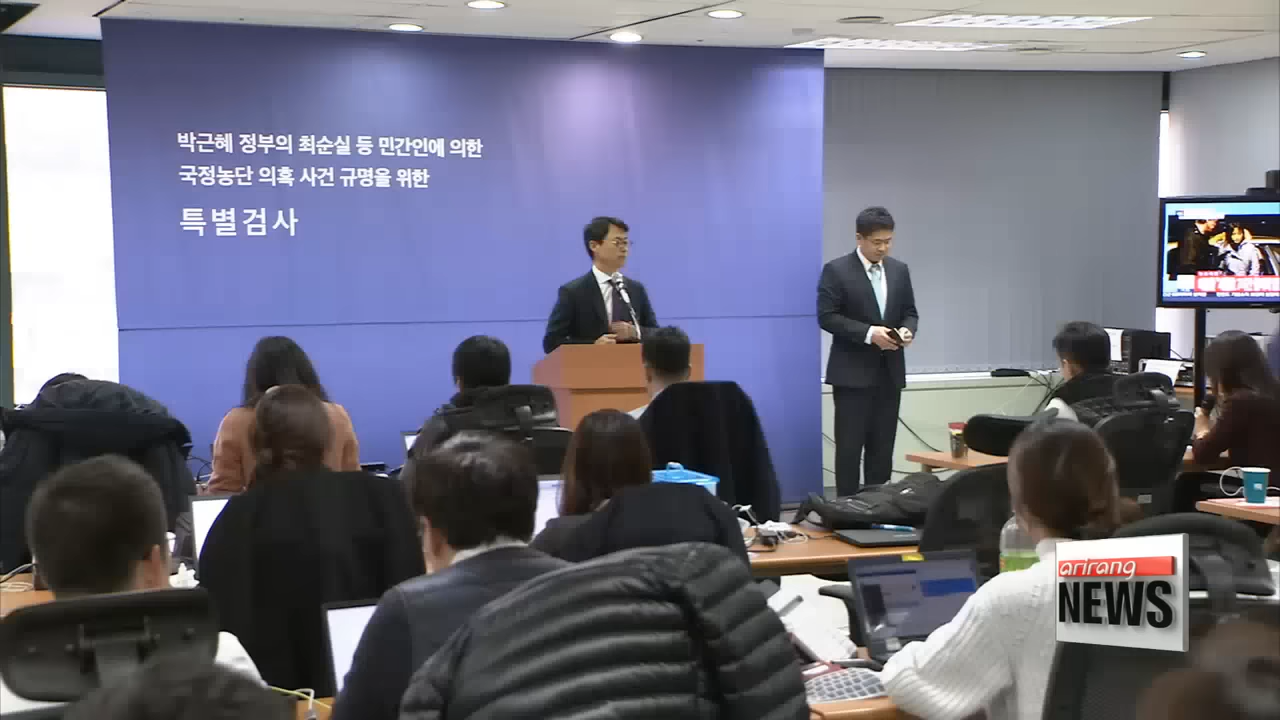 박근혜 정부의 최순실 등 민간인에 의한
국정농단 의혹 사건 규명을 위한
특별검사
arirang
NEWS